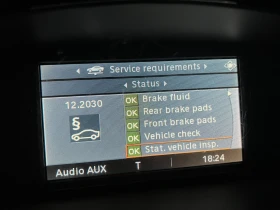 Service requirements
Status
12.2030
§
OK Brake fluid
OK Rear brake pads
OK Front brake pads
OK Vehicle check
OK Stat. vehicle insp.
Audio AUX T 18:24